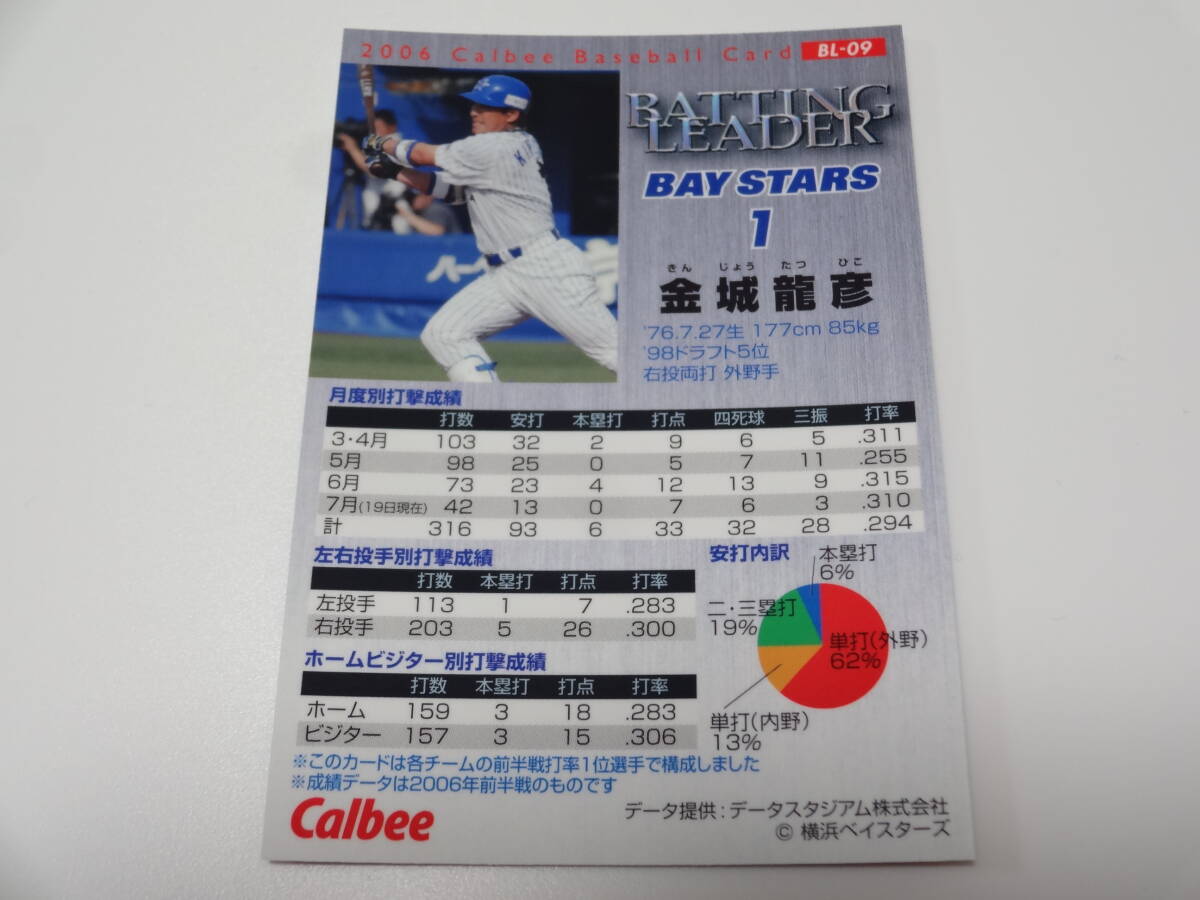 2006 Calbee Baseball Card BL-09
BATTING
LEADER
BAY STARS
1
きん じょう たつ ひこ
金城龍彦
'76.7.27生 177cm 85kg
'98ドラフト5位
右投両打 外野手
月度別打撃成績
打数 安打 本塁打 打点 四死球 三振 打率
3・4月 103 32 2 9 6 5 .311
5月 98 25 0 5 7 11 .255
6月 73 23 4 12 13 9 .315
7月(19日現在) 42 13 0 7 6 3 .310
計 316 93 6 33 32 28 .294
左右投手別打撃成績
打数 本塁打 打点 打率
左投手 113 1 7 .283
右投手 203 5 26 .300
ホームビジター別打撃成績
打数 本塁打 打点 打率
ホーム 159 3 18 .283
ビジター 157 3 15 .306
安打内訳
本塁打
6%
二・三塁打
19%
単打(外野)
62%
単打(内野)
13%
※このカードは各チームの前半戦打率1位選手で構成しました
※成績データは2006年前半戦のものです
Calbee
データ提供:データスタジアム株式会社
© 横浜ベイスターズ